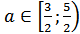 a ∈ [3/2; 5/2)